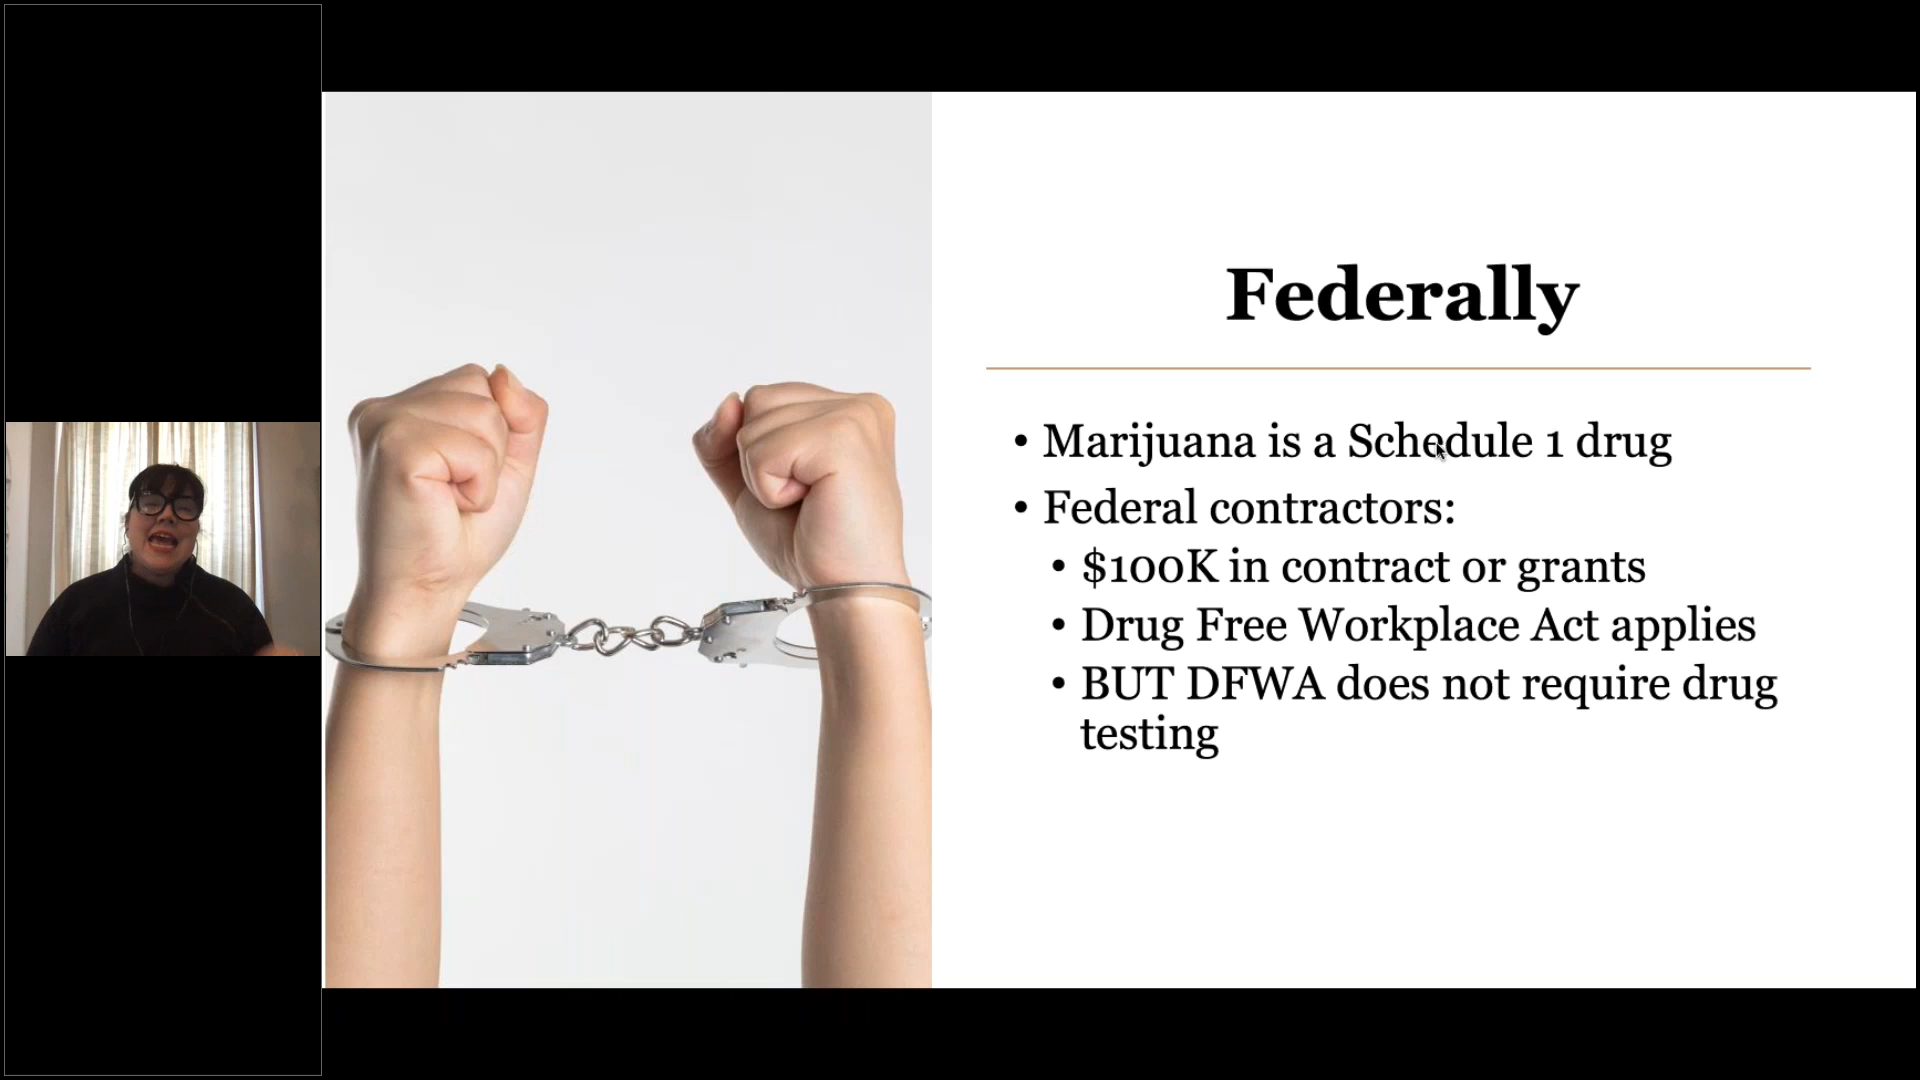 Federally
• Marijuana is a Schedule 1 drug
• Federal contractors:
• $100K in contract or grants
• Drug Free Workplace Act applies
• BUT DFWA does not require drug
testing